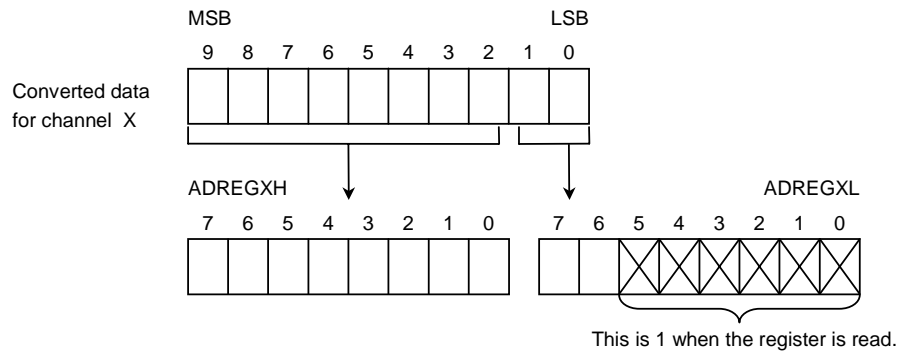 MSB LSB
9 8 7 6 5 4 3 2 1 0
Converted data
for channel X
ADREGXH ADREGXL
7 6 5 4 3 2 1 0 7 6 5 4 3 2 1 0
This is 1 when the register is read.